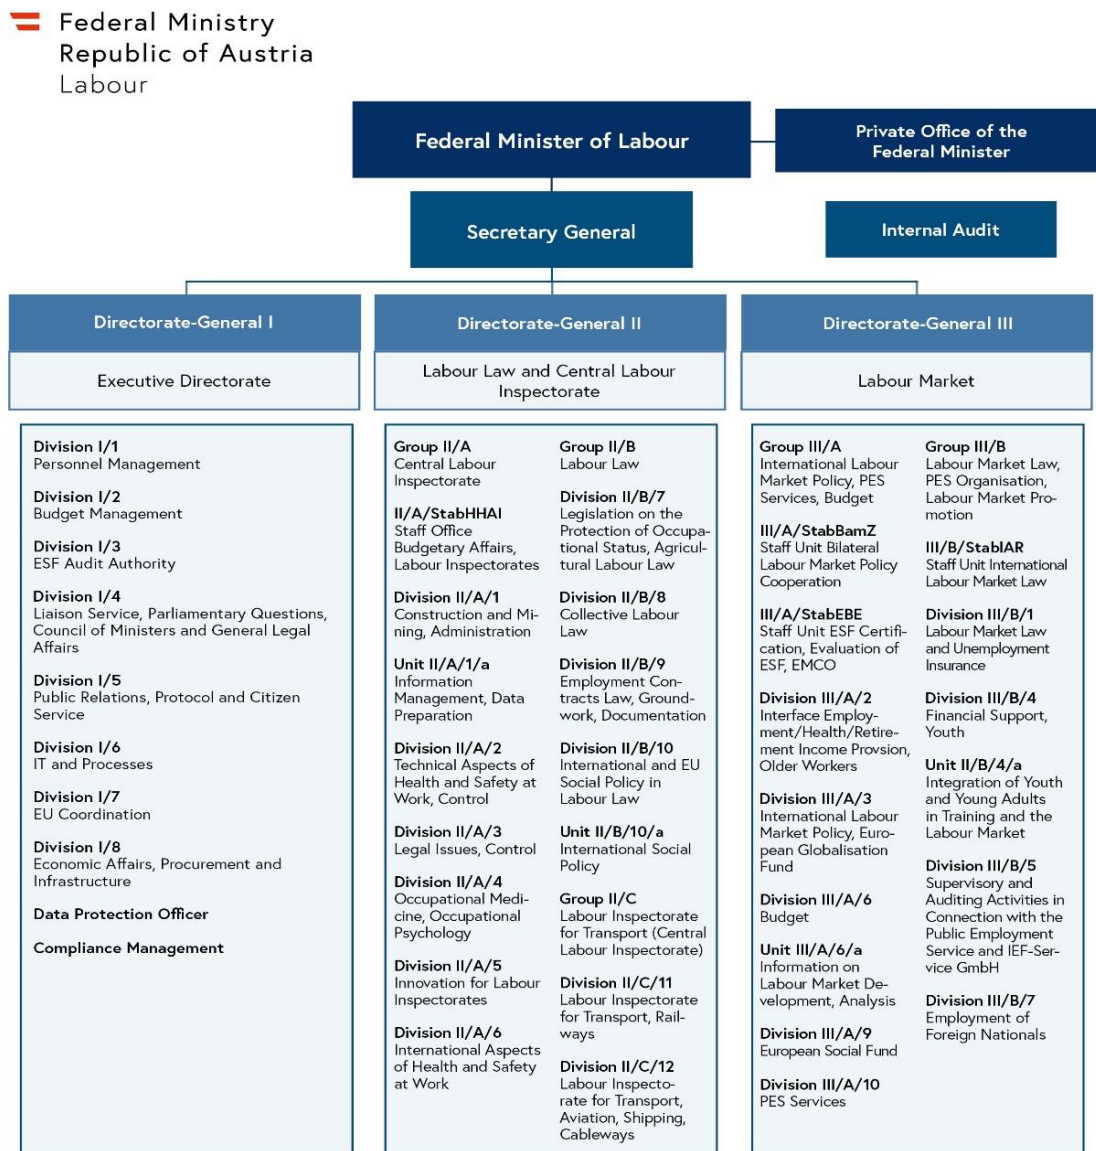 Federal Ministry
Republic of Austria
Labour
Federal Minister of Labour
Private Office of the
Federal Minister
Secretary General
Internal Audit
Directorate-General I
Executive Directorate
Division I/1
Personnel Management
Division I/2
Budget Management
Division I/3
ESF Audit Authority
Division I/4
Liaison Service, Parliamentary Questions,
Council of Ministers and General Legal
Affairs
Division I/5
Public Relations, Protocol and Citizen
Service
Division I/6
IT and Processes
Division I/7
EU Coordination
Division I/8
Economic Affairs, Procurement and
Infrastructure
Data Protection Officer
Compliance Management
Directorate-General II
Labour Law and Central Labour
Inspectorate
Group II/A
Central Labour
Inspectorate
II/A/StabHHAI
Staff Office
Budgetary Affairs,
Labour Inspectorates
Division II/A/1
Construction and Mi-
ning, Administration
Unit II/A/1/a
Information
Management, Data
Preparation
Division II/A/2
Technical Aspects of
Health and Safety at
Work, Control
Division II/A/3
Legal Issues, Control
Division II/A/4
Occupational Medi-
cine, Occupational
Psychology
Division II/A/5
Innovation for Labour
Inspectorates
Division II/A/6
International Aspects
of Health and Safety
at Work
Group II/B
Labour Law
Division II/B/7
Legislation on the
Protection of Occupa-
tional Status, Agricul-
tural Labour Law
Division II/B/8
Collective Labour
Law
Division II/B/9
Employment Con-
tracts Law, Ground-
work, Documentation
Division II/B/10
International and EU
Social Policy in
Labour Law
Unit II/B/10/a
International Social
Policy
Group II/C
Labour Inspectorate
for Transport (Central
Labour Inspectorate)
Division II/C/11
Labour Inspectorate
for Transport, Rail-
ways
Division II/C/12
Labour Inspecto-
rate for Transport,
Aviation, Shipping,
Cableways
Directorate-General III
Labour Market
Group III/A
International Labour
Market Policy, PES
Services, Budget
III/A/StabBamZ
Staff Unit Bilateral
Labour Market Policy
Cooperation
III/A/StabEBE
Staff Unit ESF Certifi-
cation, Evaluation of
ESF, EMCO
Division III/A/2
Interface Employ-
ment/Health/Retire-
ment Income Provsion,
Older Workers
Division III/A/3
International Labour
Market Policy, Euro-
pean Globalisation
Fund
Division III/A/6
Budget
Unit III/A/6/a
Information on
Labour Market De-
velopment, Analysis
Division III/A/9
European Social Fund
Division III/A/10
PES Services
Group III/B
Labour Market Law,
PES Organisation,
Labour Market Pro-
motion
III/B/StabIAR
Staff Unit International
Labour Market Law
Division III/B/1
Labour Market Law
and Unemployment
Insurance
Division III/B/4
Financial Support,
Youth
Unit II/B/4/a
Integration of Youth
and Young Adults
in Training and the
Labour Market
Division III/B/5
Supervisory and
Auditing Activities in
Connection with the
Public Employment
Service and IEF-Ser-
vice GmbH
Division III/B/7
Employment of
Foreign Nationals